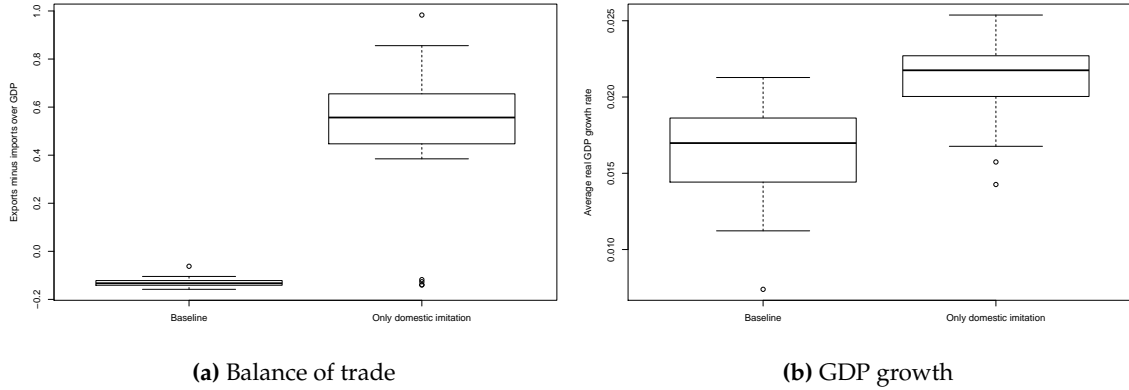 Exports minus imports over GDP
1.0
0.8
0.6
0.4
0.2
0.0
−0.2
Baseline
Only domestic imitation
(a) Balance of trade
Average real GDP growth rate
0.025
0.020
0.015
0.010
Baseline
Only domestic imitation
(b) GDP growth